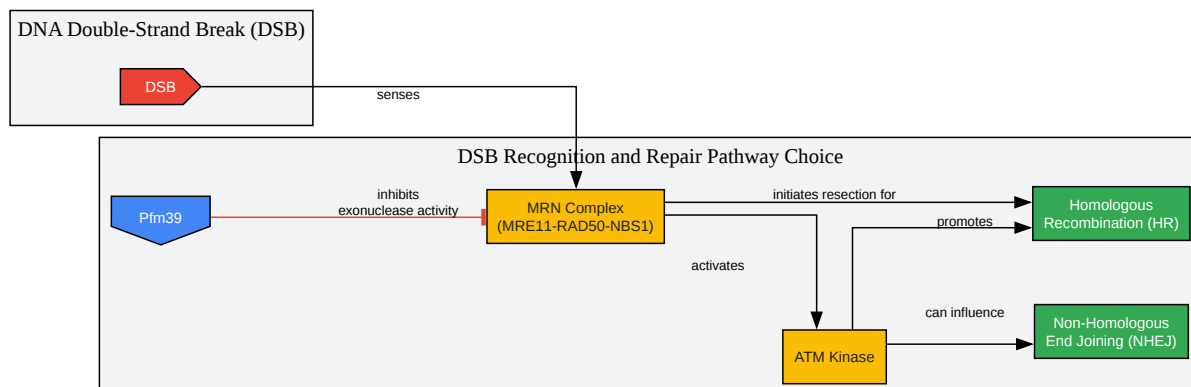 DNA Double-Strand Break (DSB)
DSB
senses
DSB Recognition and Repair Pathway Choice
Pfm39
inhibits
exonuclease activity
MRN Complex
(MRE11-RAD50-NBS1)
initiates resection for
Homologous
Recombination (HR)
promotes
activates
can influence
ATM Kinase
Non-Homologous
End Joining (NHEJ)